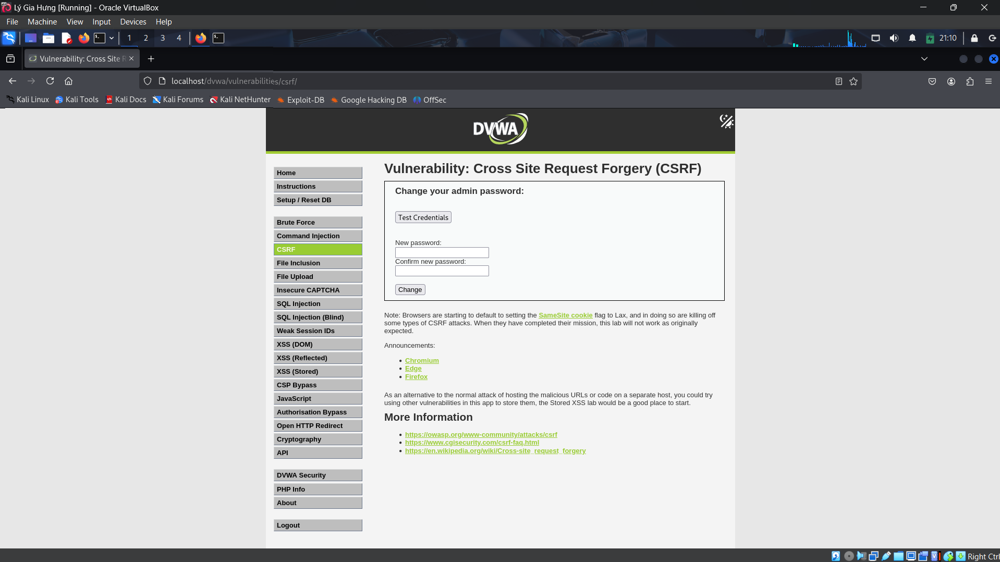 Lý Gia Hưng [Running] - Oracle VirtualBox
File Machine View Input Devices Help
1 2 3 4 21:10
Vulnerability: Cross Site R
localhost/dvwa/vulnerabilities/csrf/
Kali Linux Kali Tools Kali Docs Kali Forums Kali NetHunter Exploit-DB Google Hacking DB OffSec
DVWA
Home
Instructions
Setup / Reset DB
Brute Force
Command Injection
CSRF
File Inclusion
File Upload
Insecure CAPTCHA
SQL Injection
SQL Injection (Blind)
Weak Session IDs
XSS (DOM)
XSS (Reflected)
XSS (Stored)
CSP Bypass
JavaScript
Authorisation Bypass
Open HTTP Redirect
Cryptography
API
DVWA Security
PHP Info
About
Logout
Vulnerability: Cross Site Request Forgery (CSRF)
Change your admin password:
Test Credentials
New password:
Confirm new password:
Change
Note: Browsers are starting to default to setting the SameSite cookie flag to Lax, and in doing so are killing off
some types of CSRF attacks. When they have completed their mission, this lab will not work as originally
expected.
Announcements:
Chromium
Edge
Firefox
As an alternative to the normal attack of hosting the malicious URLs or code on a separate host, you could try
using other vulnerabilities in this app to store them, the Stored XSS lab would be a good place to start.
More Information
https://owasp.org/www-community/attacks/csrf
https://www.cgisecurity.com/csrf-faq.html
https://en.wikipedia.org/wiki/Cross-site_request_forgery
Right Ctrl